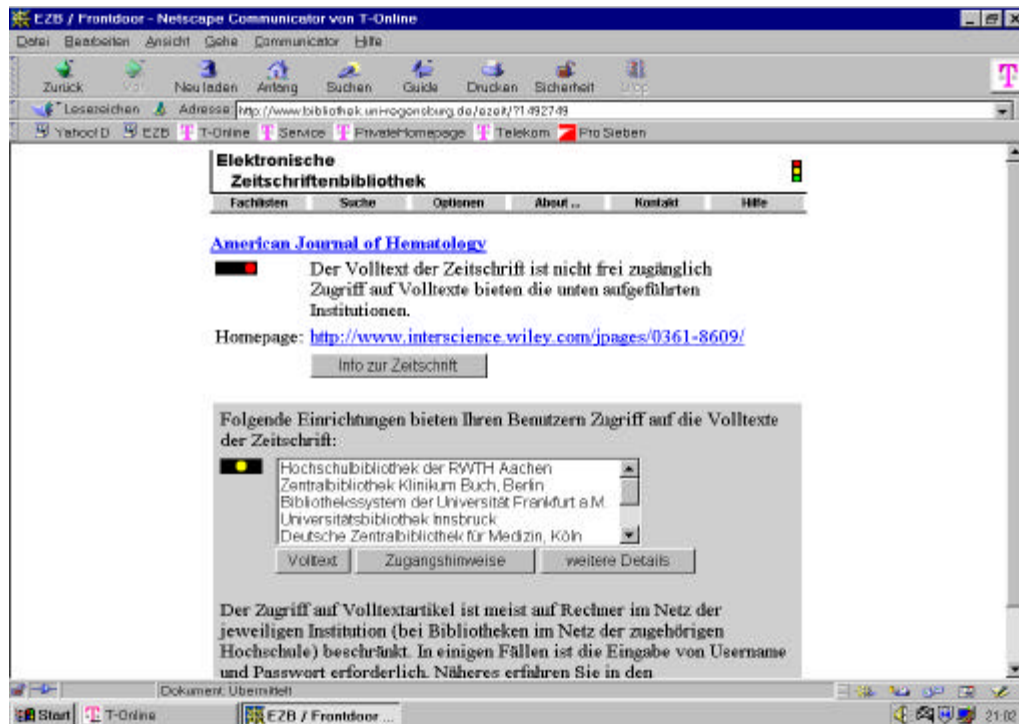 EZB / Frontdoor - Netscape Communicator von T-Online
Datei Bearbeiten Ansicht Gehe Communicator Hilfe
Zurück Vor Neu laden Anfang Suchen Guide Drucken Sicherheit Stop
Lesezeichen Adresse http://www.bibliothek.uni-regensburg.de/ezeit/?1492749
Yahoo! D EZB T-Online Service PrivateHomepage Telekom Pro Sieben
Elektronische
Zeitschriftenbibliothek
Fachlisten Suche Optionen About ... Kontakt Hilfe
American Journal of Hematology
Der Volltext der Zeitschrift ist nicht frei zugänglich
Zugriff auf Volltexte bieten die unten aufgeführten
Institutionen.
Homepage: http://www.interscience.wiley.com/jpages/0361-8609/
Info zur Zeitschrift
Folgende Einrichtungen bieten Ihren Benutzern Zugriff auf die Volltexte
der Zeitschrift:
Hochschulbibliothek der RWTH Aachen
Zentralbibliothek Klinikum Buch, Berlin
Bibliothekssystem der Universität Frankfurt a.M.
Universitätsbibliothek Innsbruck
Deutsche Zentralbibliothek für Medizin, Köln
Volltext Zugangshinweise weitere Details
Der Zugriff auf Volltextartikel ist meist auf Rechner im Netz der
jeweiligen Institution (bei Bibliotheken im Netz der zugehörigen
Hochschule) beschränkt. In einigen Fällen ist die Eingabe von Username
und Passwort erforderlich. Näheres erfahren Sie in den
Dokument: Übermittelt
Start T-Online EZB / Frontdoor ... 21:02